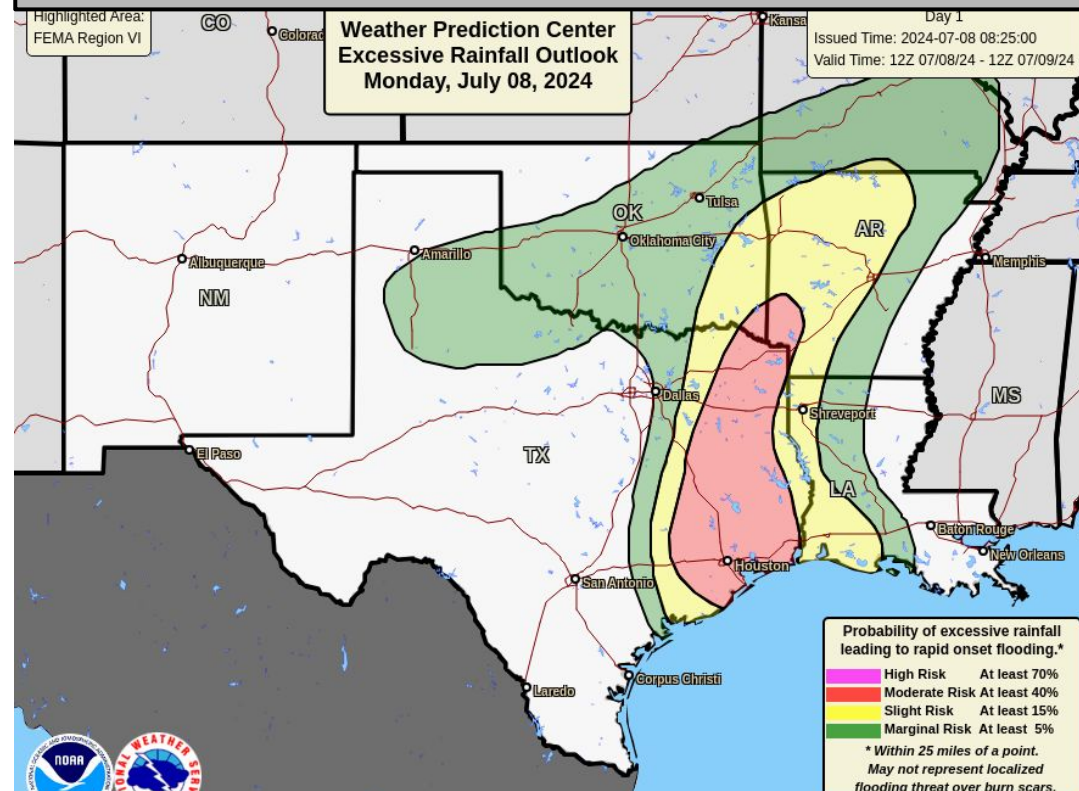 Highlighted Area:
FEMA Region VI
Weather Prediction Center
Excessive Rainfall Outlook
Monday, July 08, 2024
Day 1
Issued Time: 2024-07-08 08:25:00
Valid Time: 12Z 07/08/24 - 12Z 07/09/24
CO
Kansa
Tulsa
OK
Oklahoma City
AR
Amarillo
Albuquerque
Memphis
NM
Dallas
MS
Shreveport
El Paso
TX
LA
Baton Rouge
New Orleans
Houston
San Antonio
Corpus Christi
Laredo
Probability of excessive rainfall
leading to rapid onset flooding.*
High Risk At least 70%
Moderate Risk At least 40%
Slight Risk At least 15%
Marginal Risk At least 5%
* Within 25 miles of a point.
May not represent localized
flooding threat over burn scars.
NOAA
WEATHER